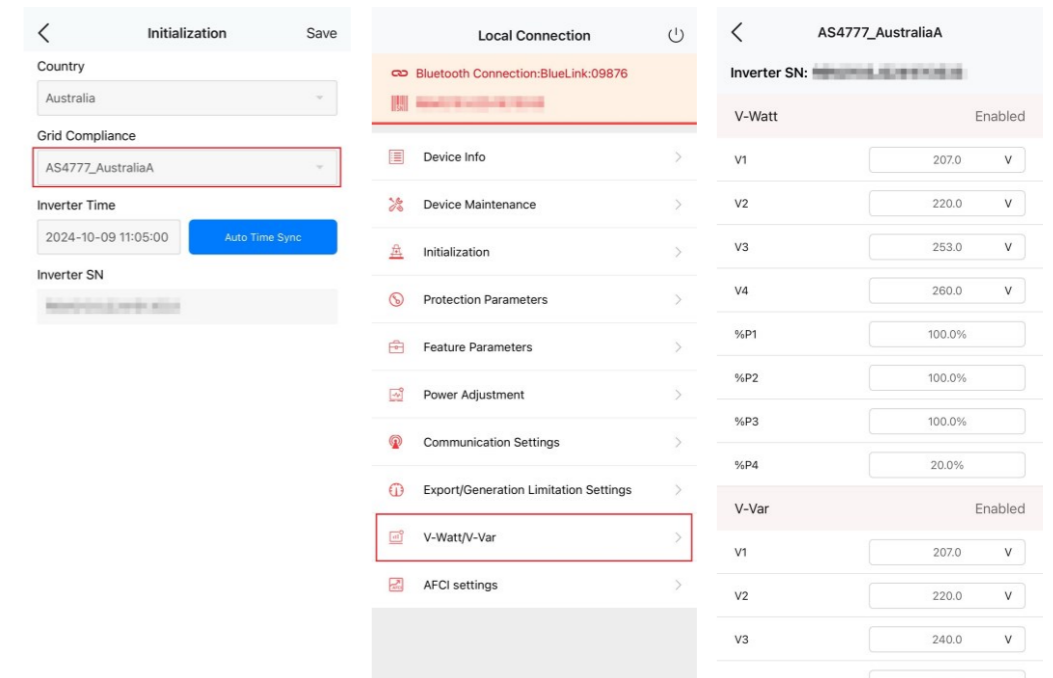 Initialization Save
Country
Australia
Grid Compliance
AS4777_AustraliaA
Inverter Time
2024-10-09 11:05:00 Auto Time Sync
Inverter SN
Local Connection
Bluetooth Connection:BlueLink:09876
Device Info
Device Maintenance
Initialization
Protection Parameters
Feature Parameters
Power Adjustment
Communication Settings
Export/Generation Limitation Settings
V-Watt/V-Var
AFCI settings
AS4777_AustraliaA
Inverter SN:
V-Watt Enabled
V1 207.0 V
V2 220.0 V
V3 253.0 V
V4 260.0 V
%P1 100.0%
%P2 100.0%
%P3 100.0%
%P4 20.0%
V-Var Enabled
V1 207.0 V
V2 220.0 V
V3 240.0 V